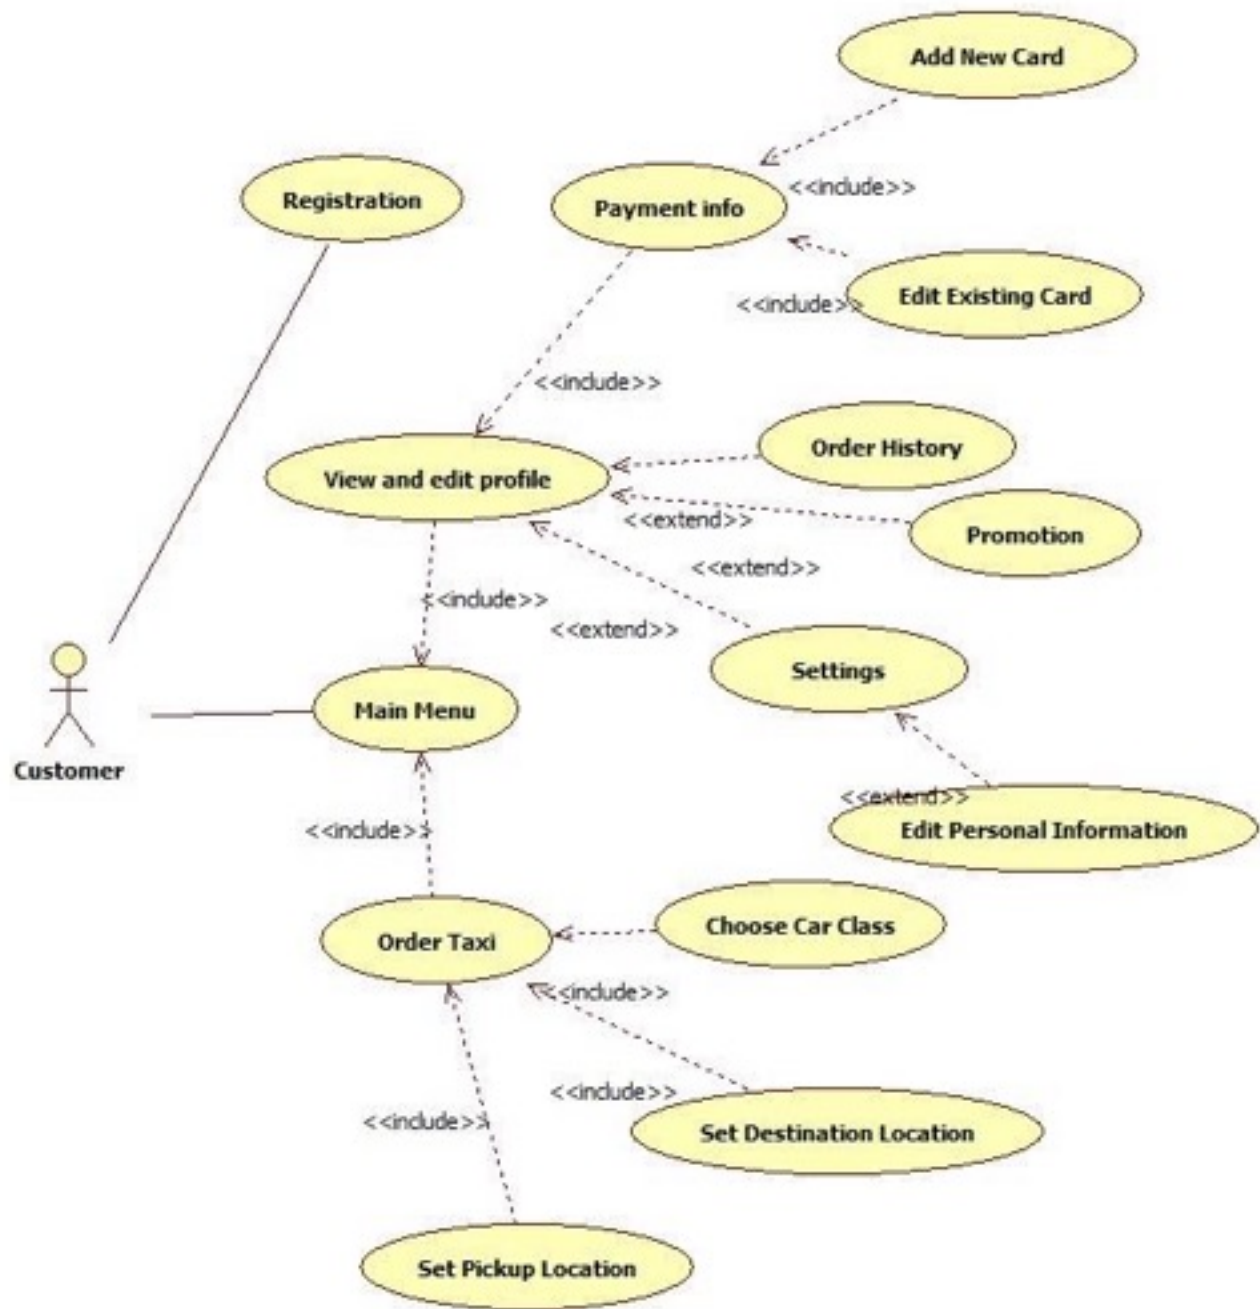 Add New Card
<<include>>
Registration
Payment info
Edit Existing Card
<<include>>
<<include>>
Order History
View and edit profile
<<extend>>
Promotion
<<extend>>
<<include>>
<<extend>>
Settings
Main Menu
Customer
<<extend>>
<<include>>
Edit Personal Information
Choose Car Class
Order Taxi
<<include>>
<<include>>
<<include>>
Set Destination Location
Set Pickup Location